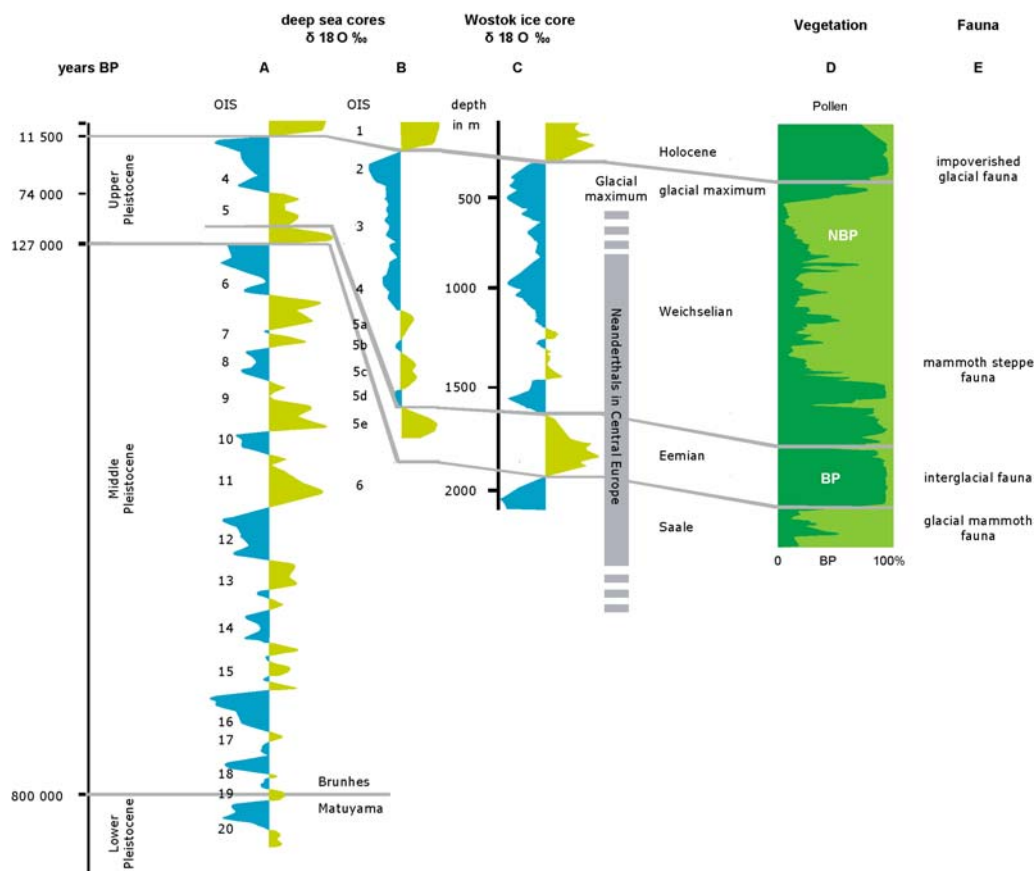 deep sea cores
δ 18 O ‰
Wostok ice core
δ 18 O ‰
Vegetation
Fauna
years BP
A
B
C
D
E
OIS
OIS
depth
in m
Pollen
11 500
74 000
127 000
800 000
Upper
Pleistocene
Middle
Pleistocene
Lower
Pleistocene
4
5
6
7
8
9
10
11
12
13
14
15
16
17
18
19
20
Brunhes
Matuyama
1
2
3
4
5a
5b
5c
5d
5e
6
500
1000
1500
2000
Glacial
maximum
Neanderthals in Central Europe
Holocene
glacial maximum
Weichselian
Eemian
Saale
NBP
BP
0
BP
100%
impoverished
glacial fauna
mammoth steppe
fauna
interglacial fauna
glacial mammoth
fauna